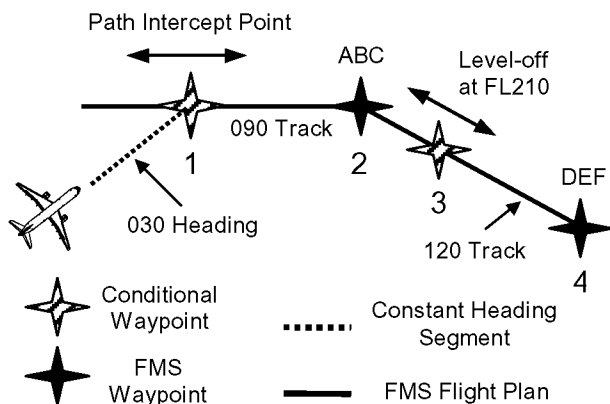 Path Intercept Point
ABC
Level-off
at FL210
090 Track
1
2
3
DEF
030 Heading
120 Track
4
Conditional
Waypoint
Constant Heading
Segment
FMS
Waypoint
FMS Flight Plan